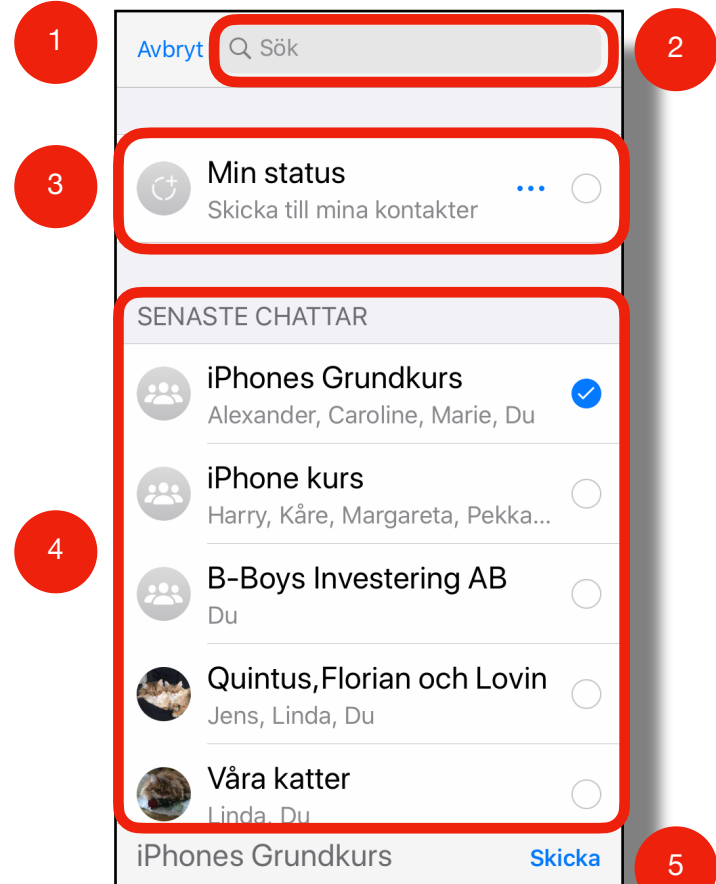 1
Avbryt
Sök
2
3
Min status
Skicka till mina kontakter
SENASTE CHATTAR
iPhones Grundkurs
Alexander, Caroline, Marie, Du
iPhone kurs
Harry, Kåre, Margareta, Pekka...
4
B-Boys Investering AB
Du
Quintus,Florian och Lovin
Jens, Linda, Du
Våra katter
Linda, Du
iPhones Grundkurs
Skicka
5